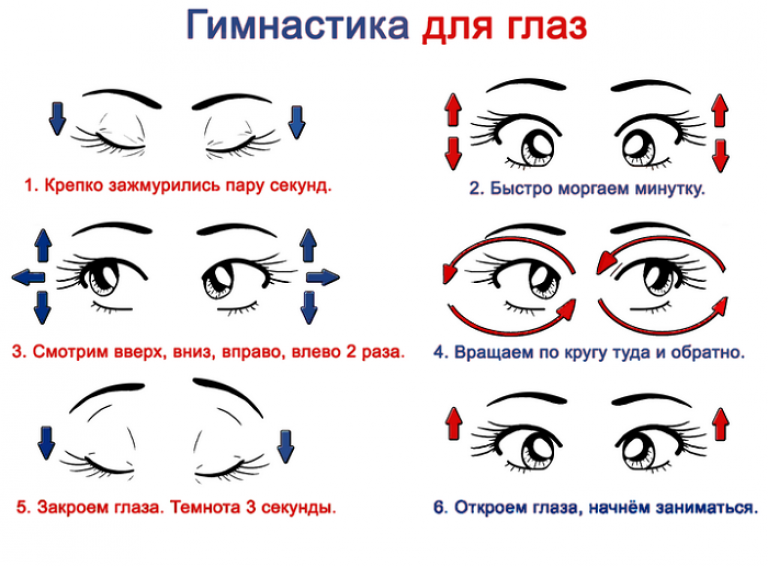 Гимнастика для глаз
1. Крепко зажмурились пару секунд.
2. Быстро моргаем минутку.
3. Смотрим вверх, вниз, вправо, влево 2 раза.
4. Вращаем по кругу туда и обратно.
5. Закроем глаза. Темнота 3 секунды.
6. Откроем глаза, начнём заниматься.